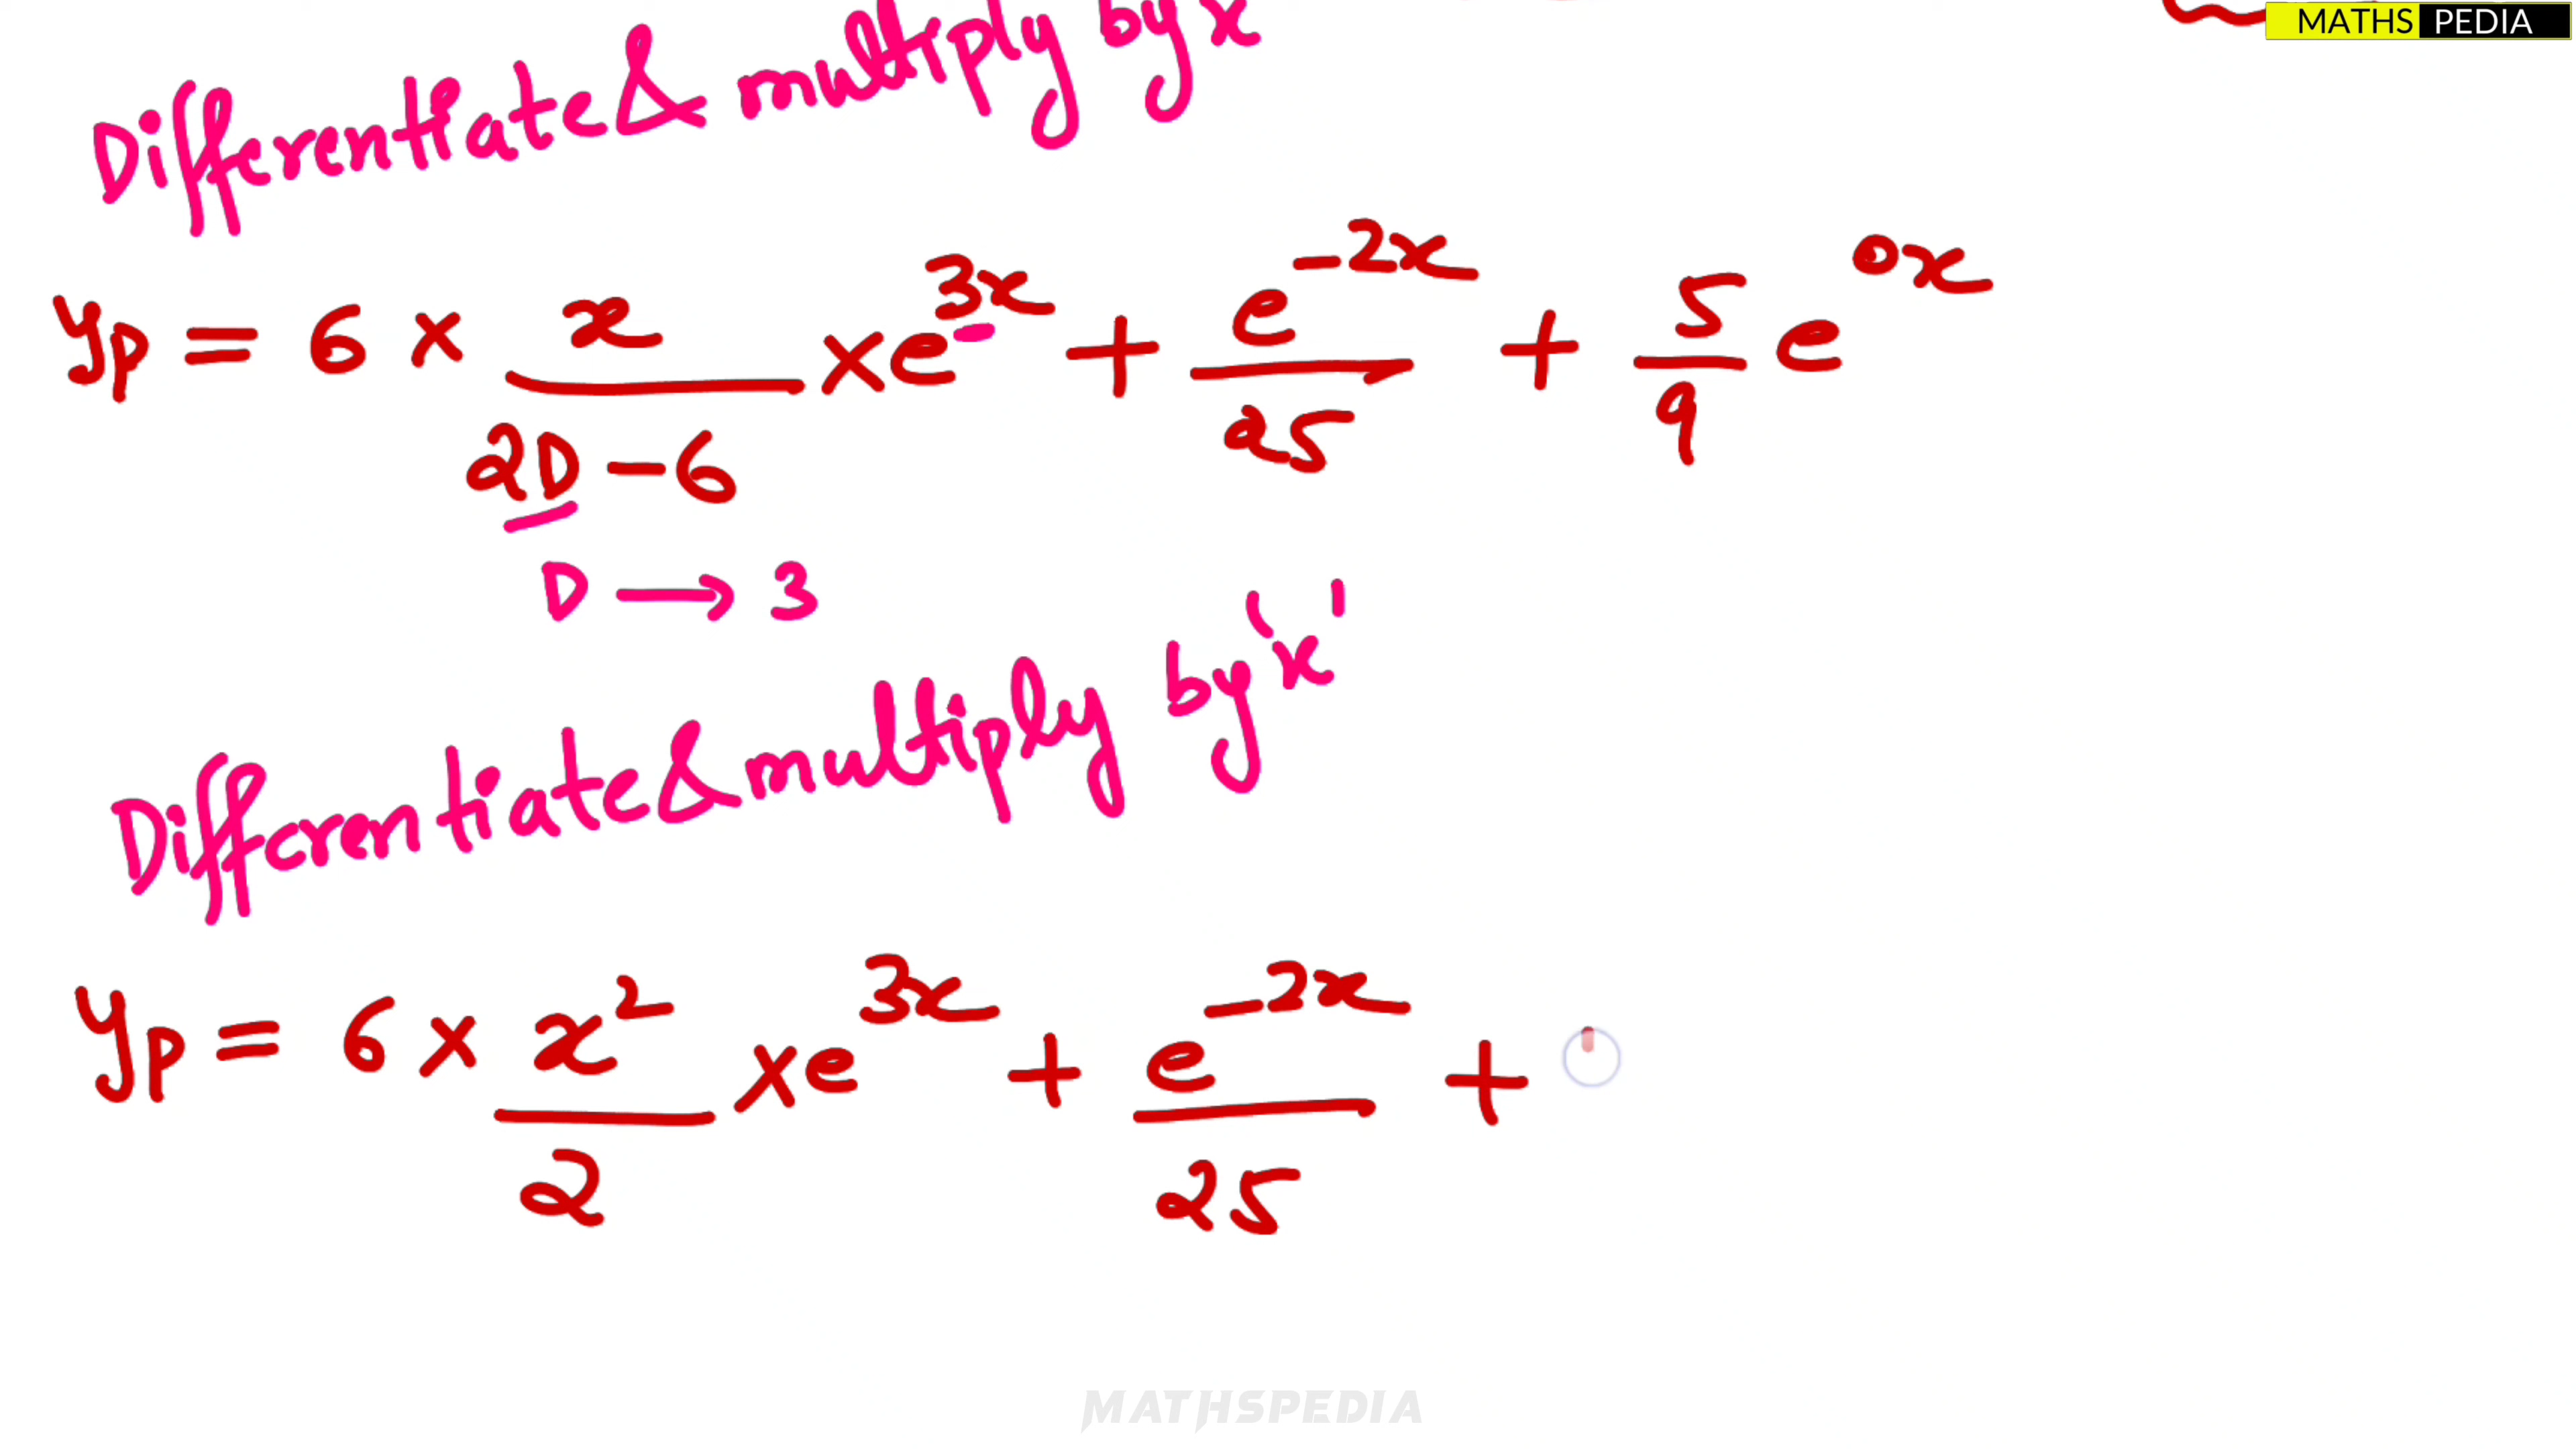 MATHS PEDIA
Differentiate & multiply by x
yp = 6 × x/(2D − 6) × e^{3x} + e^{−2x}/25 + 5/9 e^{0x}
D → 3
Differentiate & multiply by 'x'
yp = 6 × x²/2 × e^{3x} + e^{−2x}/25 +
MATHSPEDIA